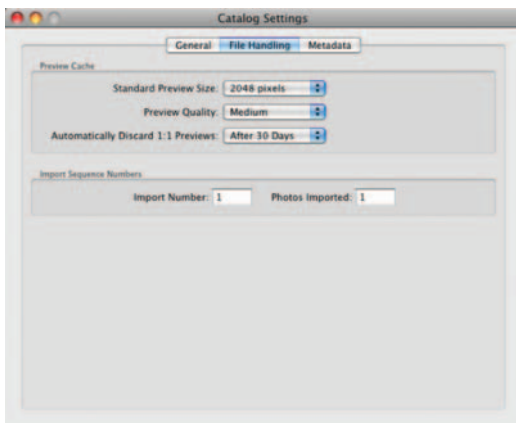 Catalog Settings
General File Handling Metadata
Preview Cache
Standard Preview Size: 2048 pixels
Preview Quality: Medium
Automatically Discard 1:1 Previews: After 30 Days
Import Sequence Numbers
Import Number: 1 Photos Imported: 1